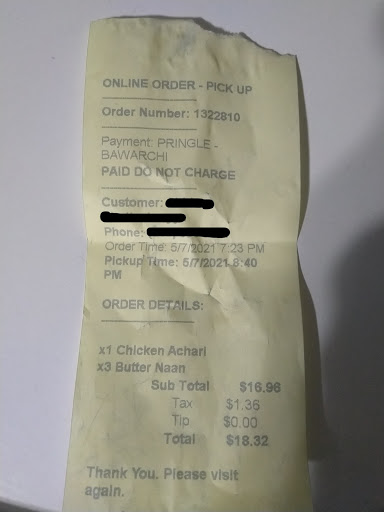 ONLINE ORDER - PICK UP
Order Number: 1322810
Payment: PRINGLE -
BAWARCHI
PAID DO NOT CHARGE
Customer:
Phone:
Order Time: 5/7/2021 7:23 PM
Pickup Time: 5/7/2021 8:40
PM
ORDER DETAILS:
x1 Chicken Achari
x3 Butter Naan
Sub Total $16.96
Tax $1.36
Tip $0.00
Total $18.32
Thank You. Please visit
again.